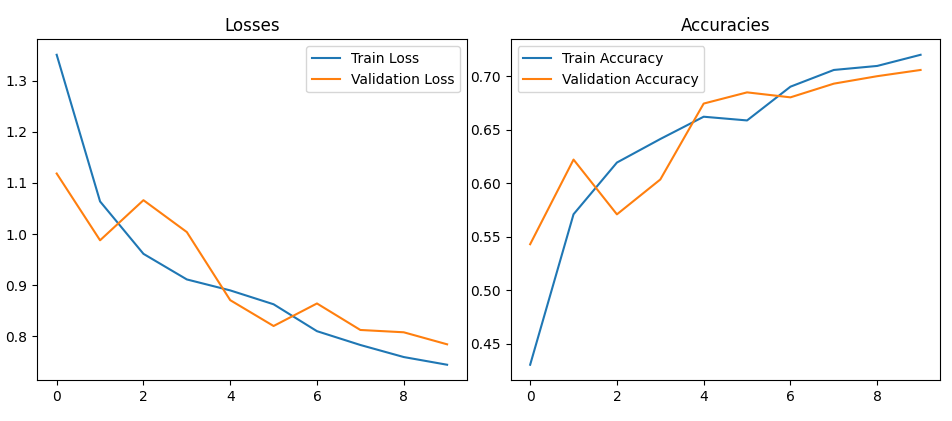 Losses
Train Loss
Validation Loss
1.3
1.2
1.1
1.0
0.9
0.8
0 2 4 6 8
Accuracies
Train Accuracy
Validation Accuracy
0.70
0.65
0.60
0.55
0.50
0.45
0 2 4 6 8